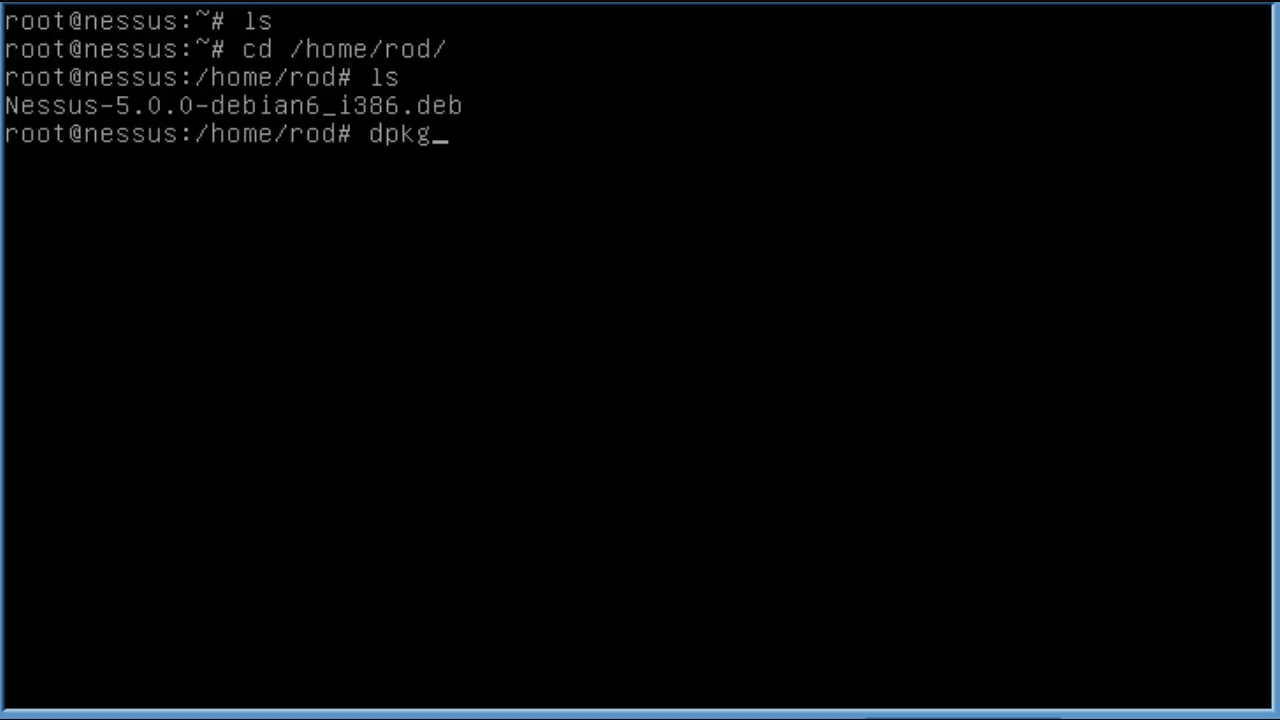 root@nessus:~# ls
root@nessus:~# cd /home/rod/
root@nessus:/home/rod# ls
Nessus-5.0.0-debian6_i386.deb
root@nessus:/home/rod# dpkg_